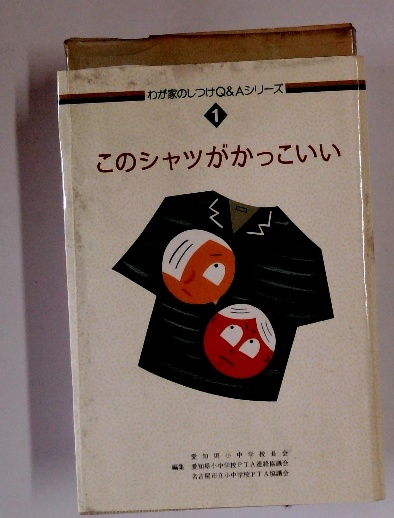 わが家のしつけQ&Aシリーズ
1
このシャツがかっこいい
愛知県小中学校長会
編集 愛知県小中学校PTA連絡協議会
名古屋市立小中学校PTA協議会